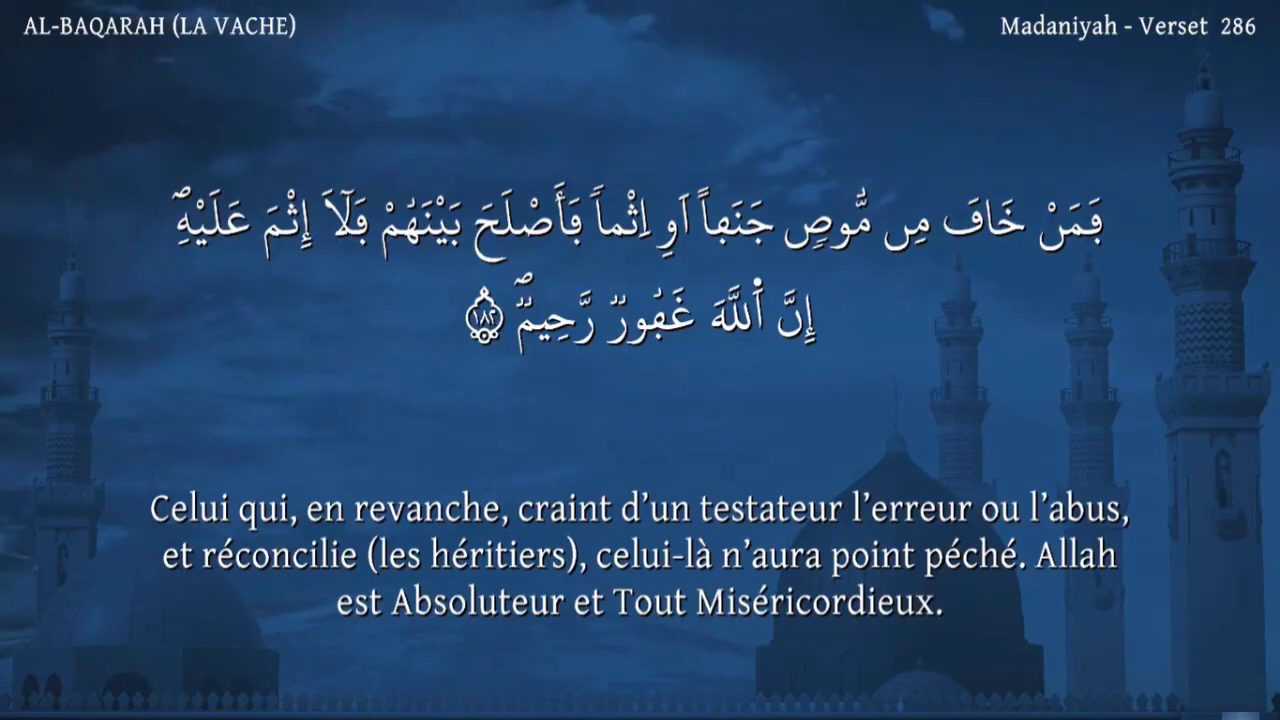 AL-BAQARAH (LA VACHE)
Madaniyah - Verset 286
ڢَمَنْ خَافَ مِن مُّوصٖ جَنَفاً اَوِ اِثْماً فَأَصْلَحَ بَيْنَهُمْ فَلَآ إِثْمَ عَلَيْهِۖ
إِنَّ اَ۬للَّهَ غَفُورٞ رَّحِيمٞۖ ١٨٢
Celui qui, en revanche, craint d’un testateur l’erreur ou l’abus,
et réconcilie (les héritiers), celui-là n’aura point péché. Allah
est Absoluteur et Tout Miséricordieux.